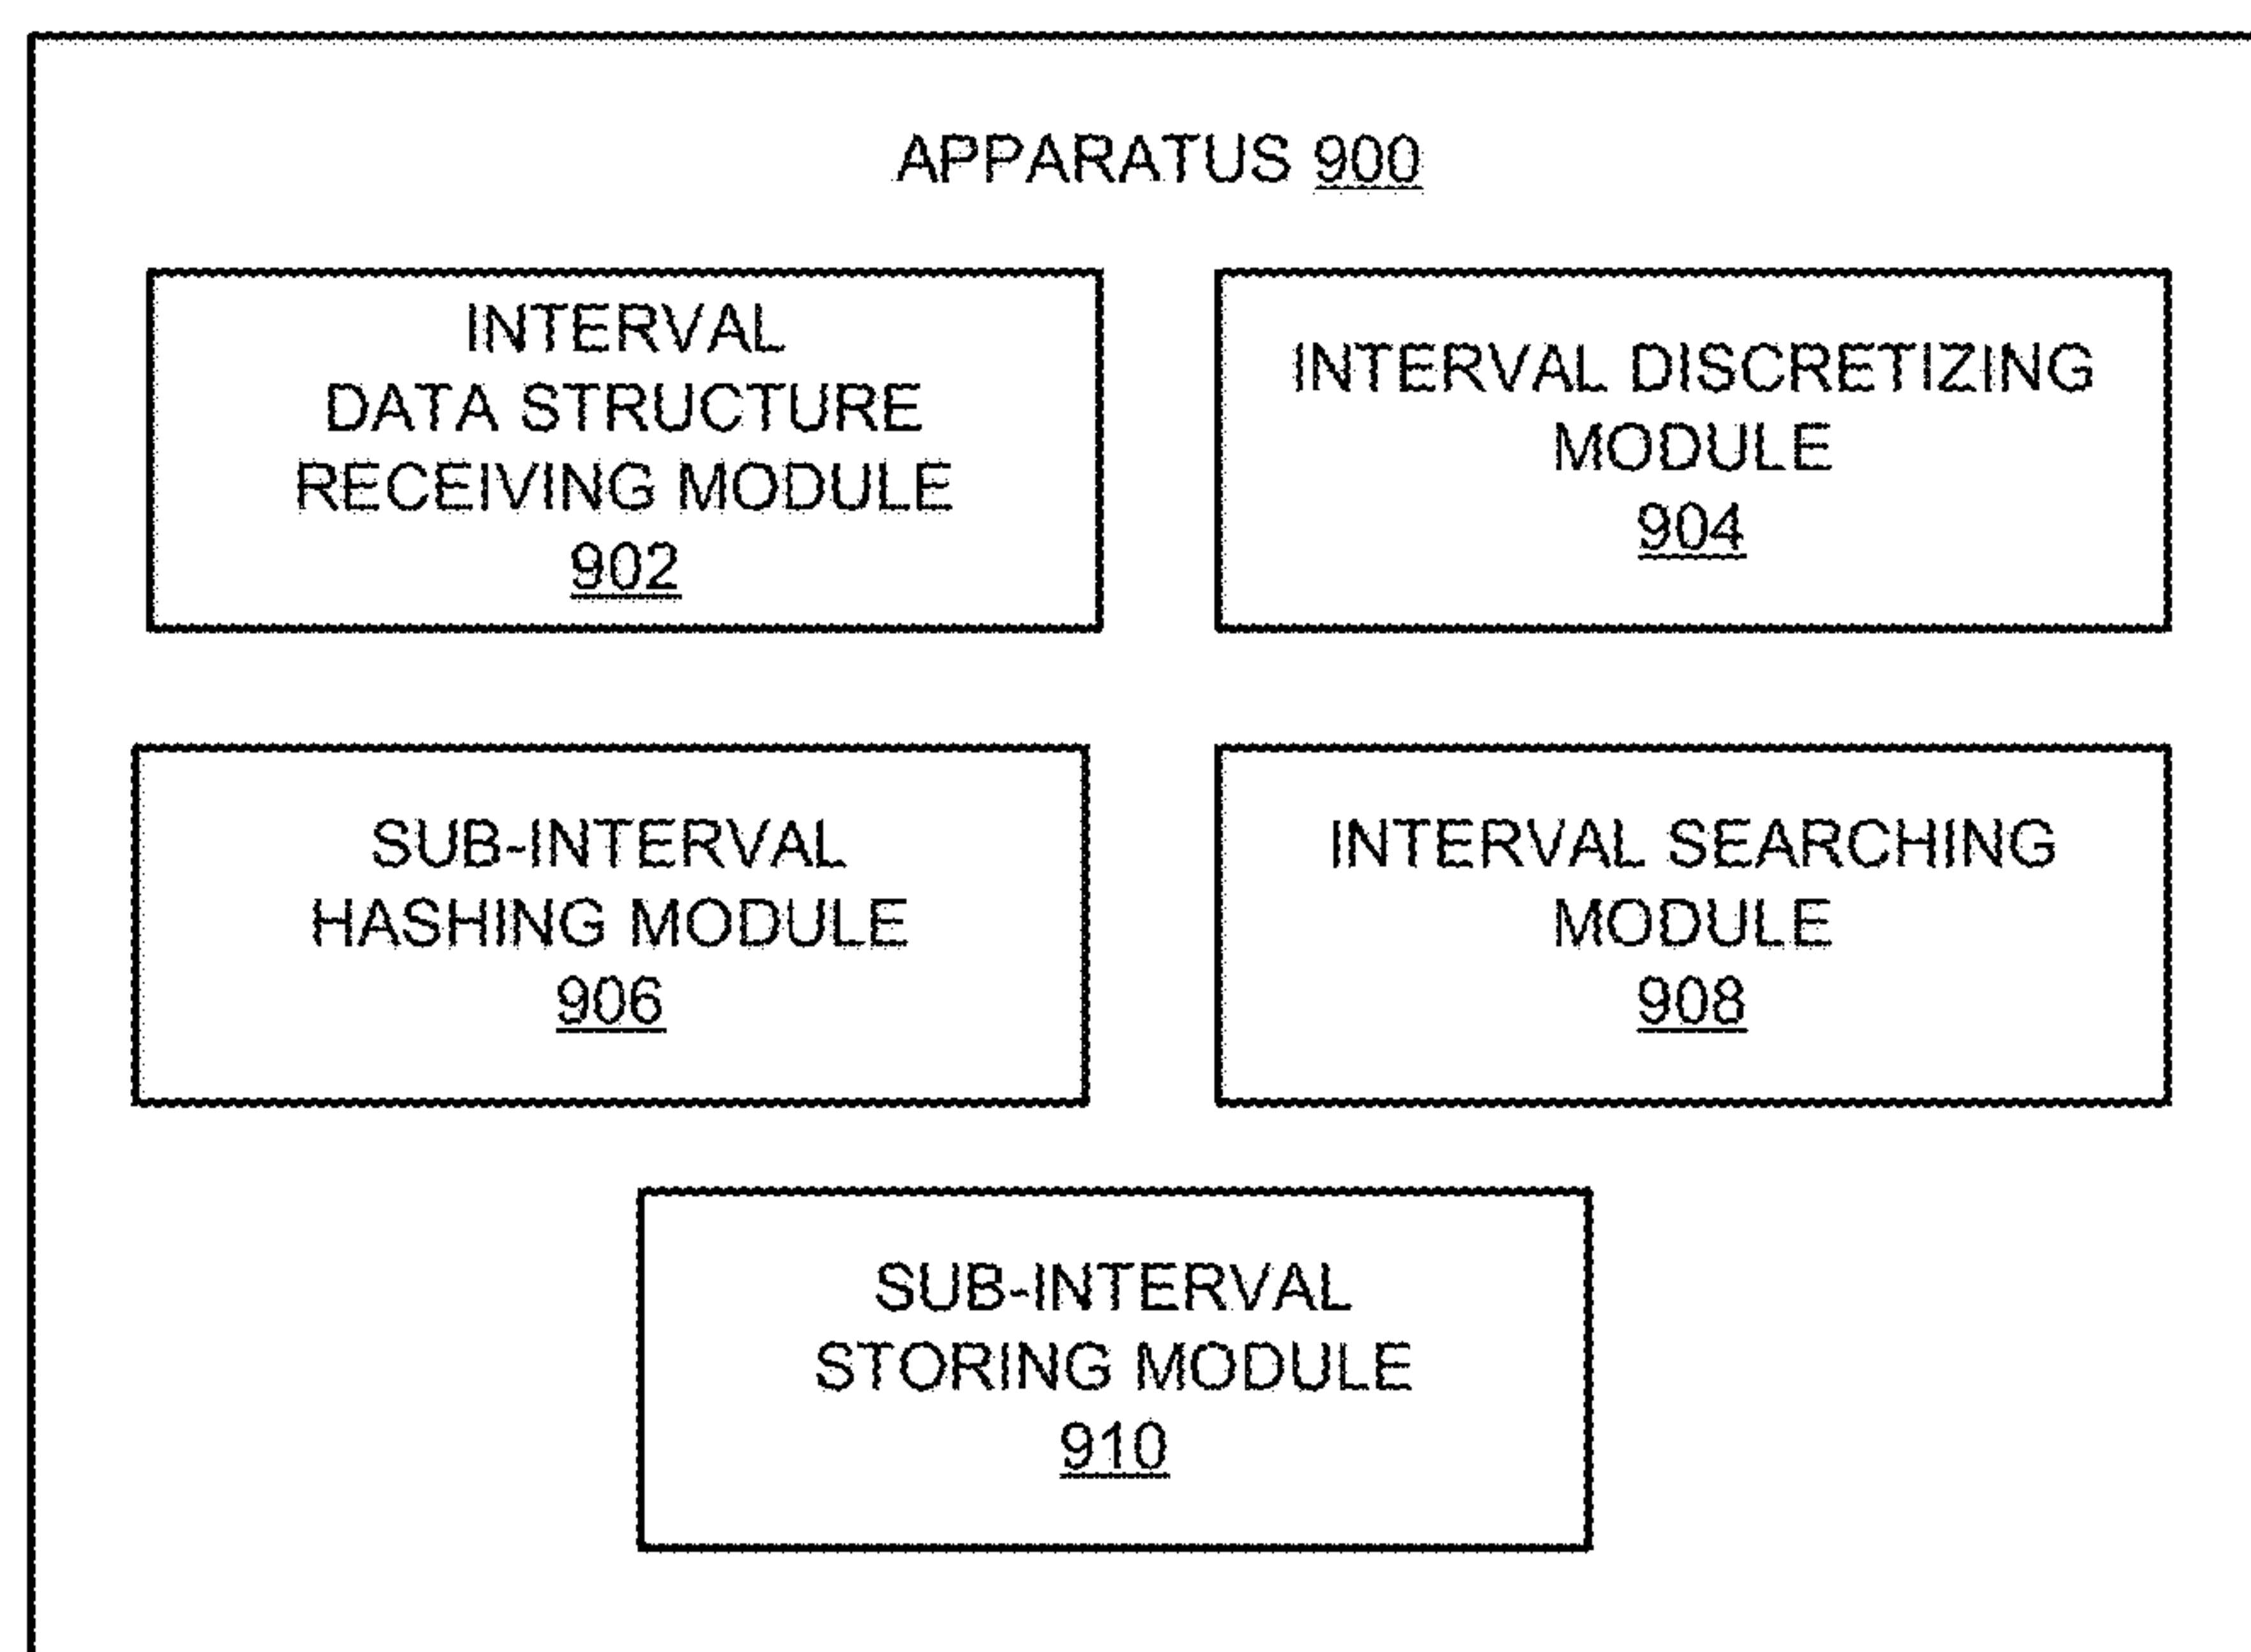 APPARATUS 900
INTERVAL
DATA STRUCTURE
RECEIVING MODULE
902
INTERVAL DISCRETIZING
MODULE
904
SUB-INTERVAL
HASHING MODULE
906
INTERVAL SEARCHING
MODULE
908
SUB-INTERVAL
STORING MODULE
910